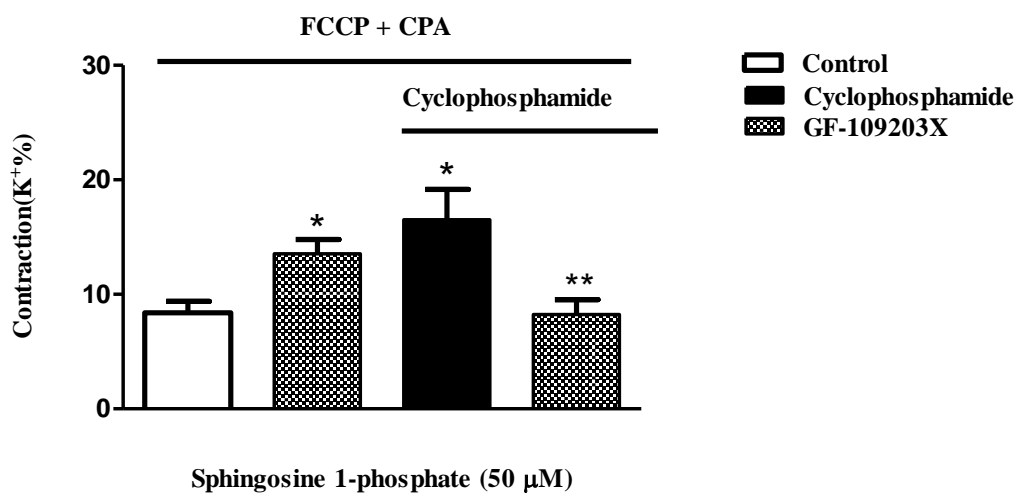 FCCP + CPA
30
Cyclophosphamide
20
* * **
10
0
Contraction(K⁺%)
Sphingosine 1-phosphate (50 μM)
Control
Cyclophosphamide
GF-109203X